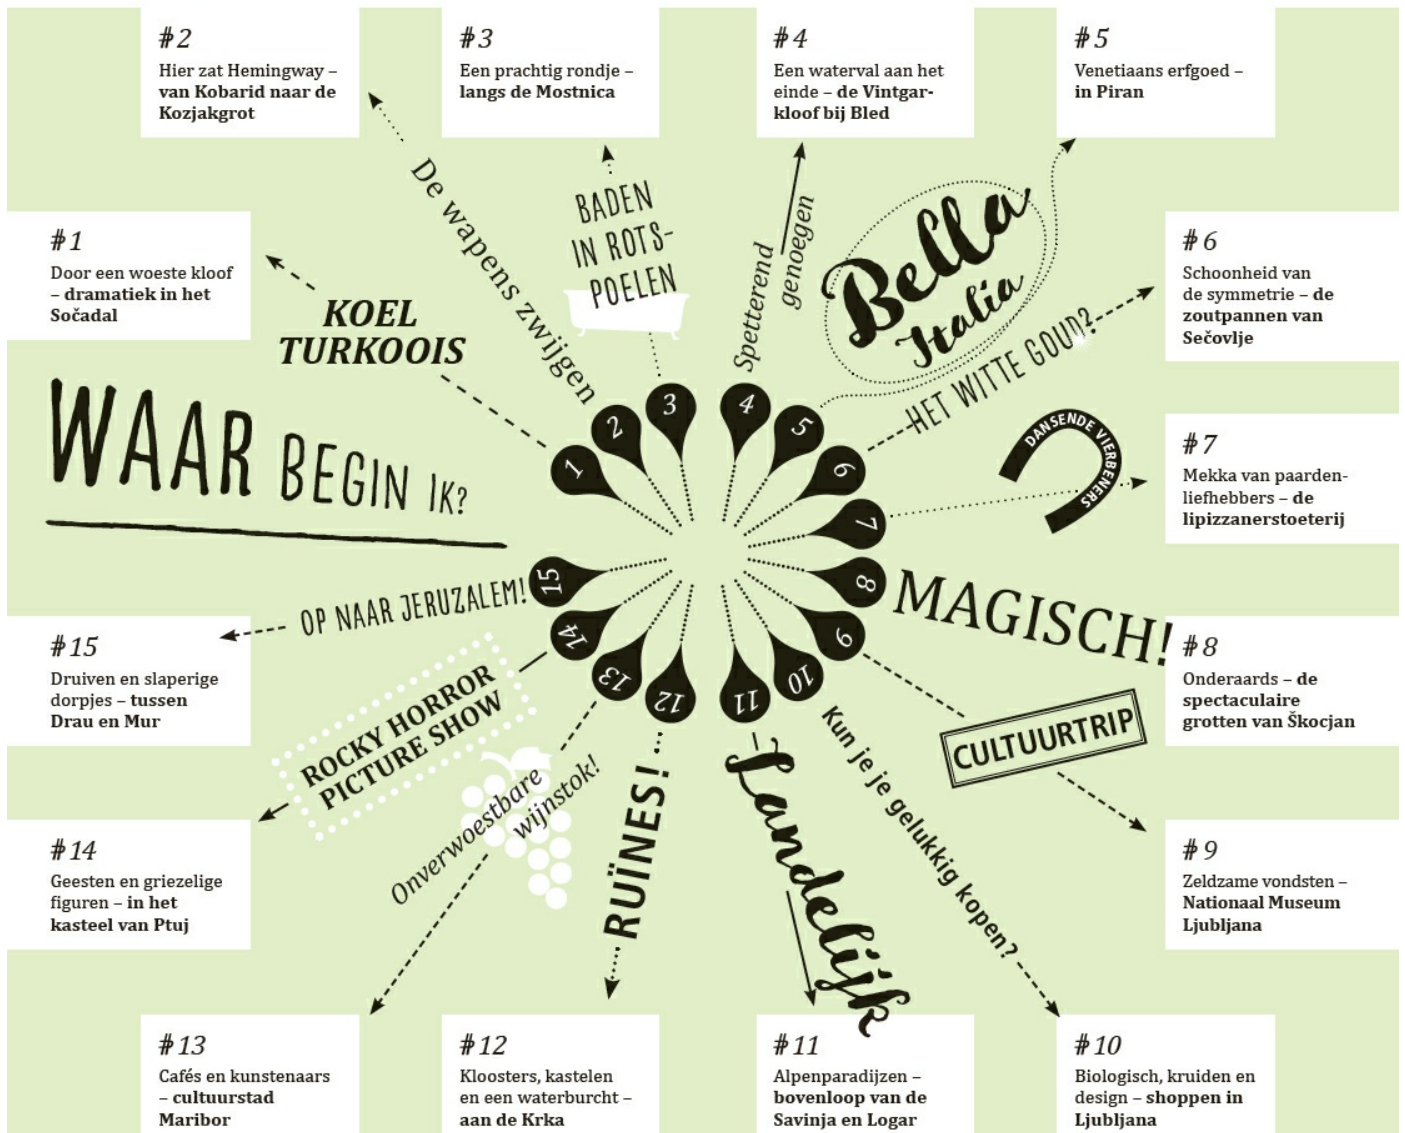 #2
Hier zat Hemingway –
van Kobarid naar de
Kozjakgrot
#3
Een prachtig rondje –
langs de Mostnica
#4
Een waterval aan het
einde – de Vintgar-
kloof bij Bled
#5
Venetiaans erfgoed –
in Piran
#1
Door een woeste kloof
– dramatiek in het
Sočadal
KOEL
TURKOOIS
De wapens zwijgen
BADEN
IN ROTS-
POELEN
Spetterend
genoegen
Bella
Italia
HET WITTE GOUD?
#6
Schoonheid van
de symmetrie – de
zoutpannen van
Sečovlje
WAAR BEGIN IK?
1
2
3
4
5
6
7
8
9
10
11
12
13
14
15
DANSENDE VIERBENERS
#7
Mekka van paarden-
liefhebbers – de
lipizzanerstoeterij
MAGISCH!
#8
Onderaards – de
spectaculaire
grotten van Škocjan
OP NAAR JERUZALEM!
#15
Druiven en slaperige
dorpjes – tussen
Drau en Mur
ROCKY HORROR
PICTURE SHOW
#14
Geesten en griezelige
figuren – in het
kasteel van Ptuj
Onverwoestbare
wijnstok!
RUÏNES!
Landelijk
Kun je je gelukkig kopen?
CULTUURTRIP
#9
Zeldzame vondsten –
Nationaal Museum
Ljubljana
#13
Cafés en kunstenaars
– cultuurstad
Maribor
#12
Kloosters, kastelen
en een waterburcht –
aan de Krka
#11
Alpenparadijzen –
bovenloop van de
Savinja en Logar
#10
Biologisch, kruiden en
design – shoppen in
Ljubljana